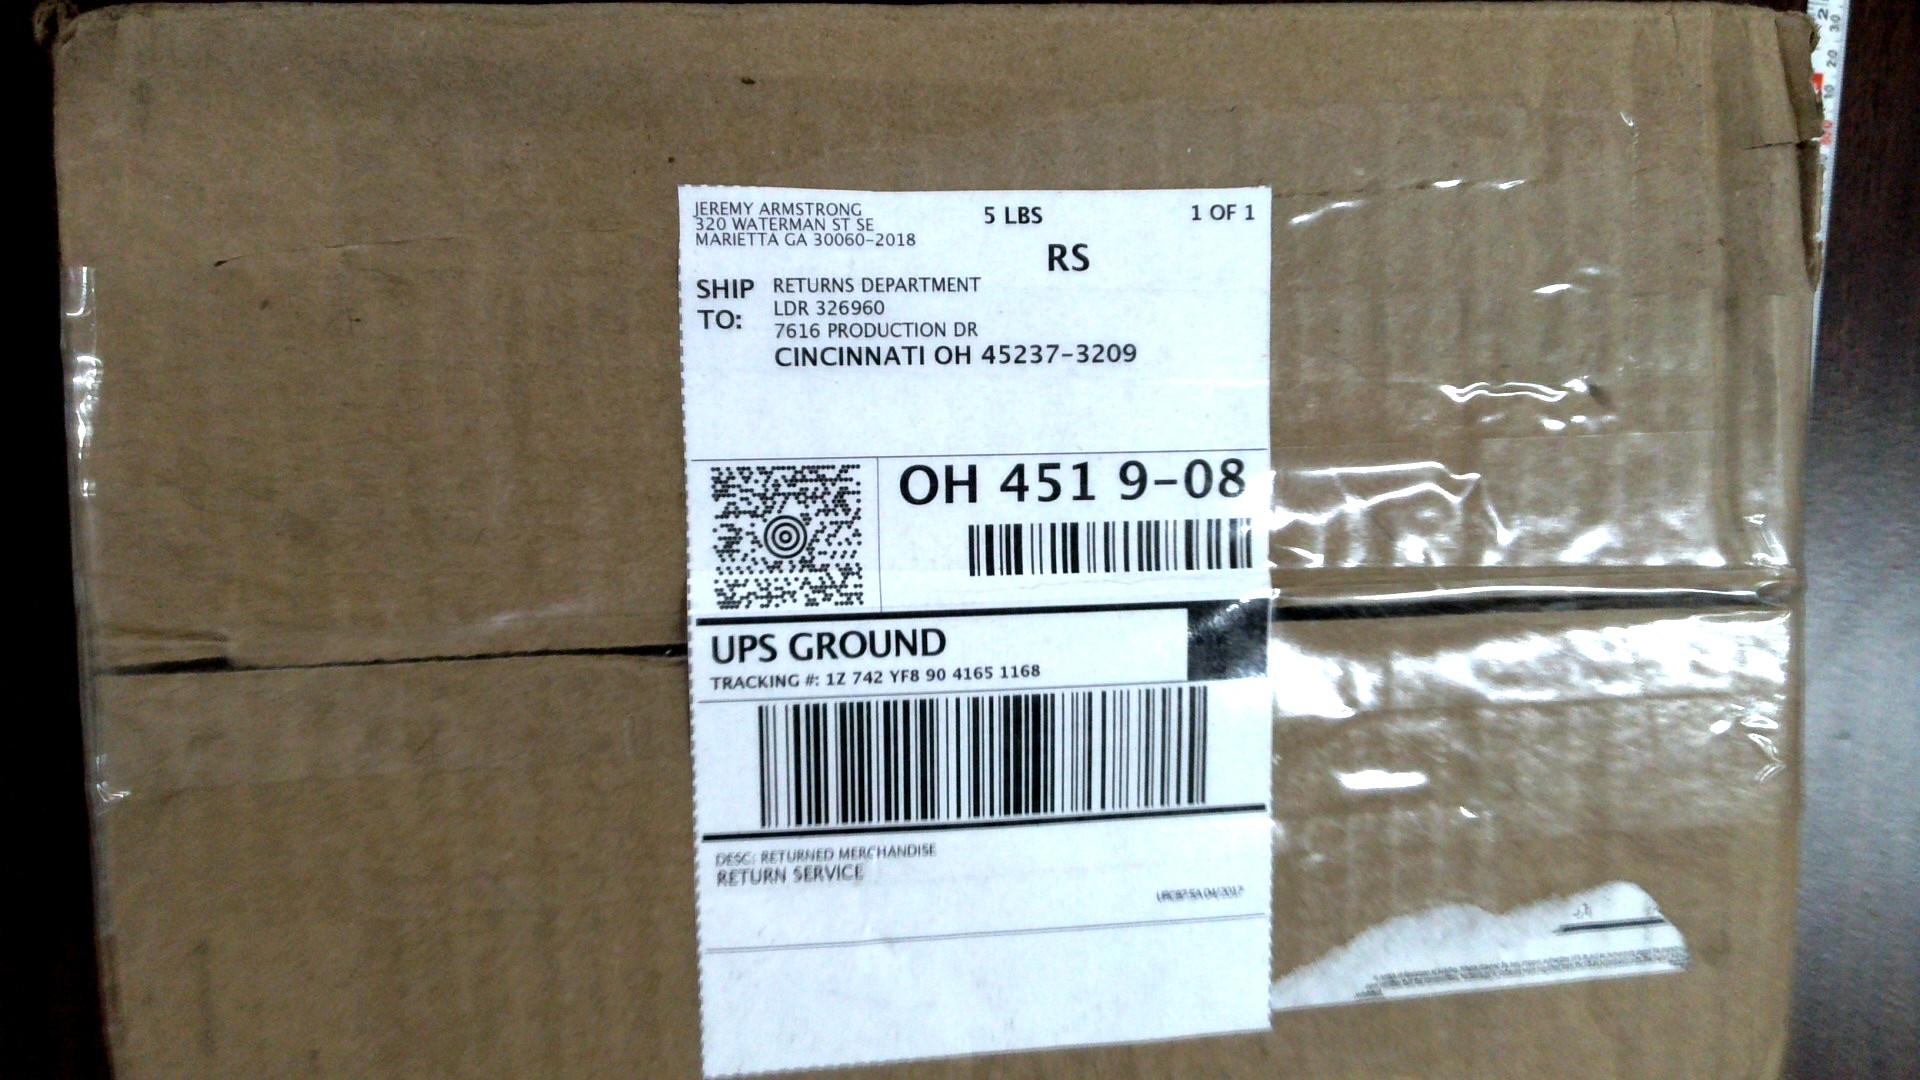 JEREMY ARMSTRONG
320 WATERMAN ST SE
MARIETTA GA 30060-2018
5 LBS
1 OF 1
RS
SHIP TO:
RETURNS DEPARTMENT
LDR 326960
7616 PRODUCTION DR
CINCINNATI OH 45237-3209
OH 451 9-08
UPS GROUND
TRACKING #: 1Z 742 YF8 90 4165 1168
DESC: RETURNED MERCHANDISE
RETURN SERVICE